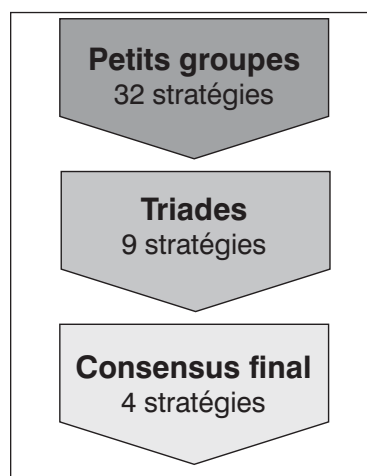 Petits groupes
32 stratégies
Triades
9 stratégies
Consensus final
4 stratégies